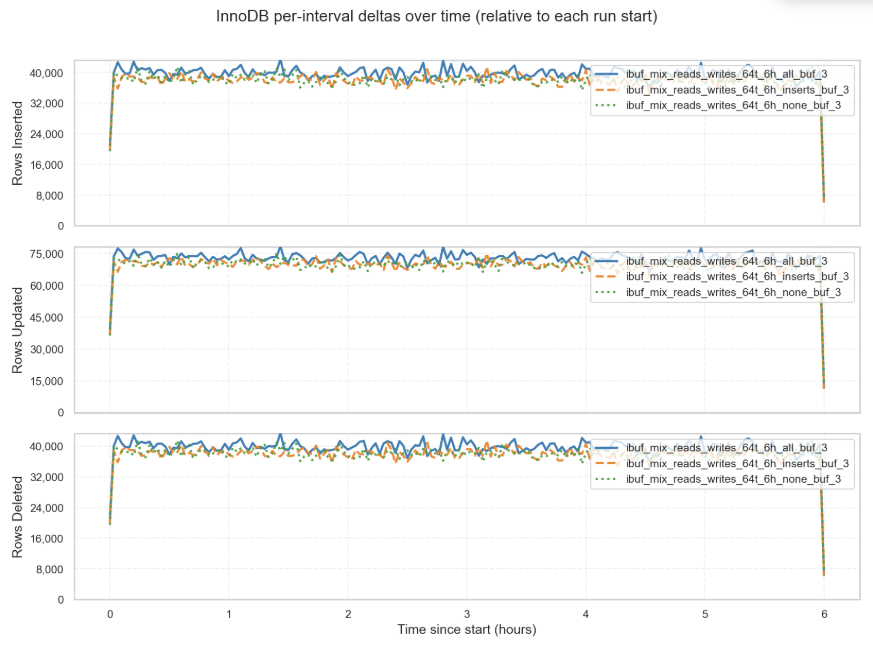 InnoDB per-interval deltas over time (relative to each run start)
Rows Inserted
40,000
32,000
24,000
16,000
8,000
0
ibuf_mix_reads_writes_64t_6h_all_buf_3
ibuf_mix_reads_writes_64t_6h_inserts_buf_3
ibuf_mix_reads_writes_64t_6h_none_buf_3
Rows Updated
75,000
60,000
45,000
30,000
15,000
0
ibuf_mix_reads_writes_64t_6h_all_buf_3
ibuf_mix_reads_writes_64t_6h_inserts_buf_3
ibuf_mix_reads_writes_64t_6h_none_buf_3
Rows Deleted
40,000
32,000
24,000
16,000
8,000
0
ibuf_mix_reads_writes_64t_6h_all_buf_3
ibuf_mix_reads_writes_64t_6h_inserts_buf_3
ibuf_mix_reads_writes_64t_6h_none_buf_3
0 1 2 3 4 5 6
Time since start (hours)